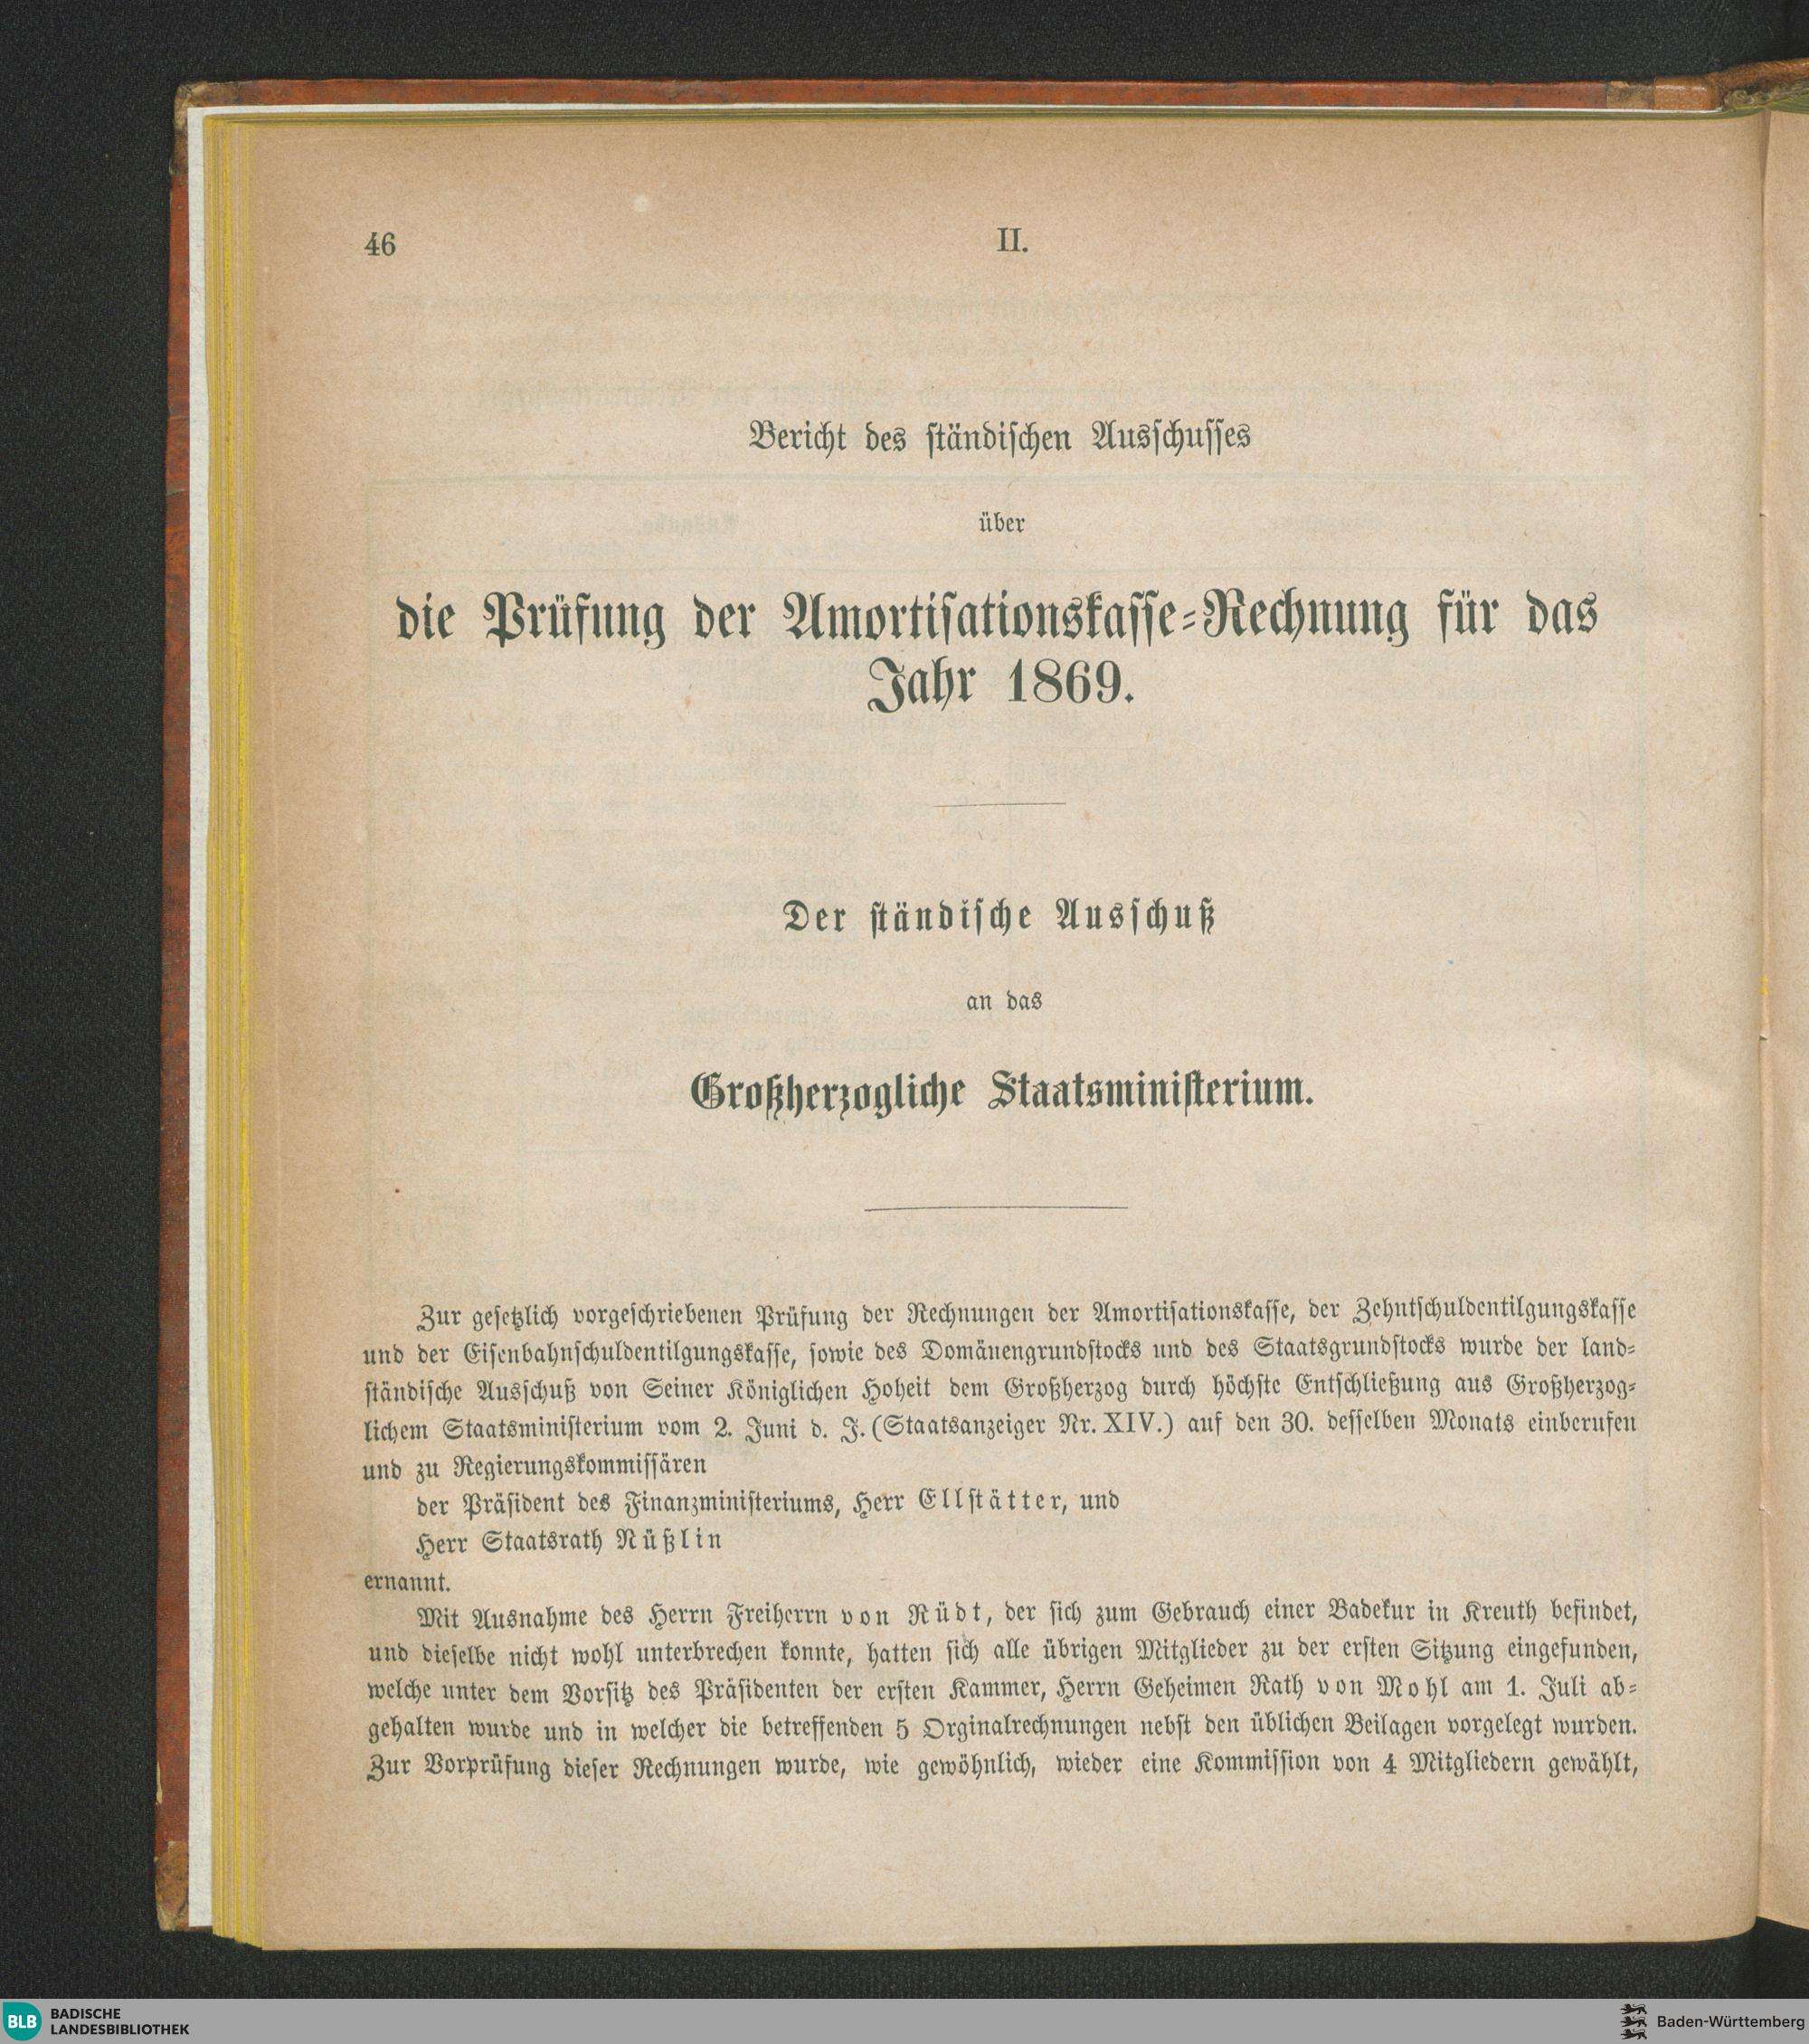 46
II.
Bericht des ständischen Ausschusses
über
die Prüfung der Amortisationskasse-Rechnung für das
Jahr 1869.
Der ständische Ausschuß
an das
Großherzogliche Staatsministerium.
Zur gesetzlich vorgeschriebenen Prüfung der Rechnungen der Amortisationskasse, der Zehntschuldentilgungskasse
und der Eisenbahnschuldentilgungskasse, sowie des Domänengrundstocks und des Staatsgrundstocks wurde der land-
ständische Ausschuß von Seiner Königlichen Hoheit dem Großherzog durch höchste Entschließung aus Großherzog-
lichem Staatsministerium vom 2. Juni d. J. (Staatsanzeiger Nr. XIV.) auf den 30. desselben Monats einberufen
und zu Regierungskommissären
der Präsident des Finanzministeriums, Herr Ellstätter, und
Herr Staatsrath Nüßlin
ernannt.
Mit Ausnahme des Herrn Freiherrn von Rüdt, der sich zum Gebrauch einer Badekur in Kreuth befindet,
und dieselbe nicht wohl unterbrechen konnte, hatten sich alle übrigen Mitglieder zu der ersten Sitzung eingefunden,
welche unter dem Vorsitz des Präsidenten der ersten Kammer, Herrn Geheimen Rath von Mohl am 1. Juli ab-
gehalten wurde und in welcher die betreffenden 5 Orginalrechnungen nebst den üblichen Beilagen vorgelegt wurden.
Zur Vorprüfung dieser Rechnungen wurde, wie gewöhnlich, wieder eine Kommission von 4 Mitgliedern gewählt,
BLB BADISCHE
LANDESBIBLIOTHEK
Baden-Württemberg